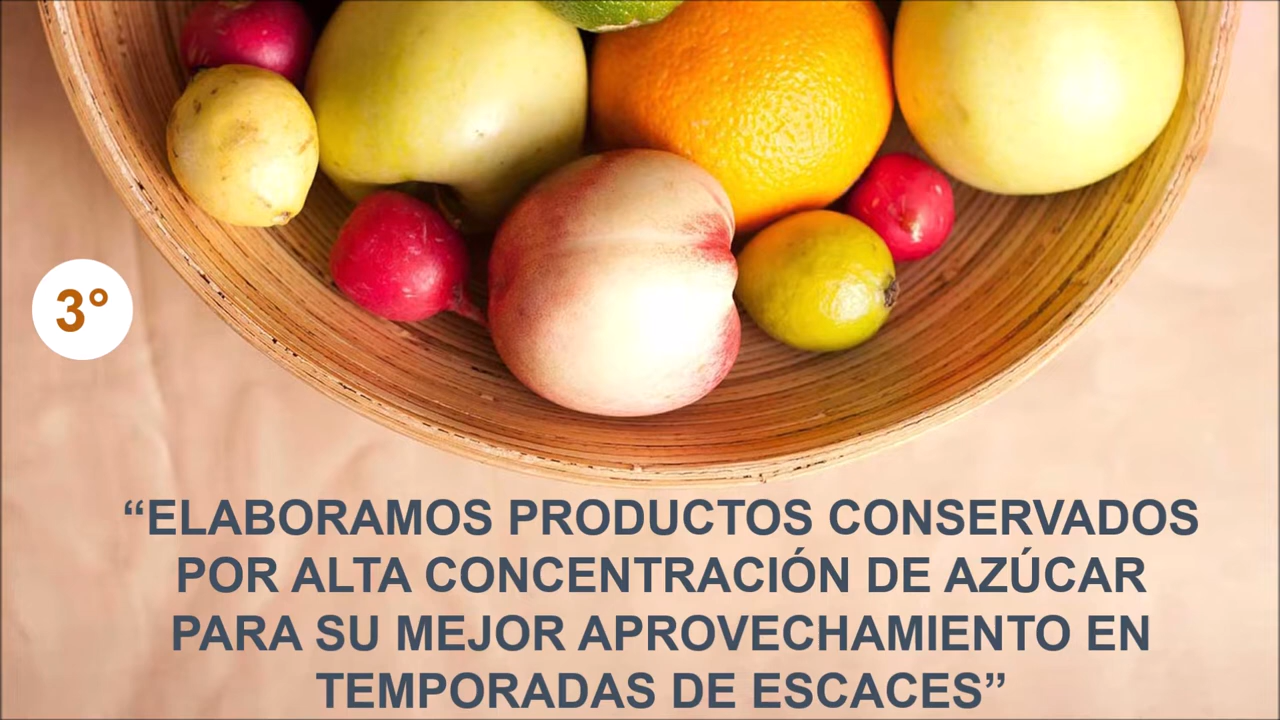 3°
“ELABORAMOS PRODUCTOS CONSERVADOS
POR ALTA CONCENTRACIÓN DE AZÚCAR
PARA SU MEJOR APROVECHAMIENTO EN
TEMPORADAS DE ESCACES”